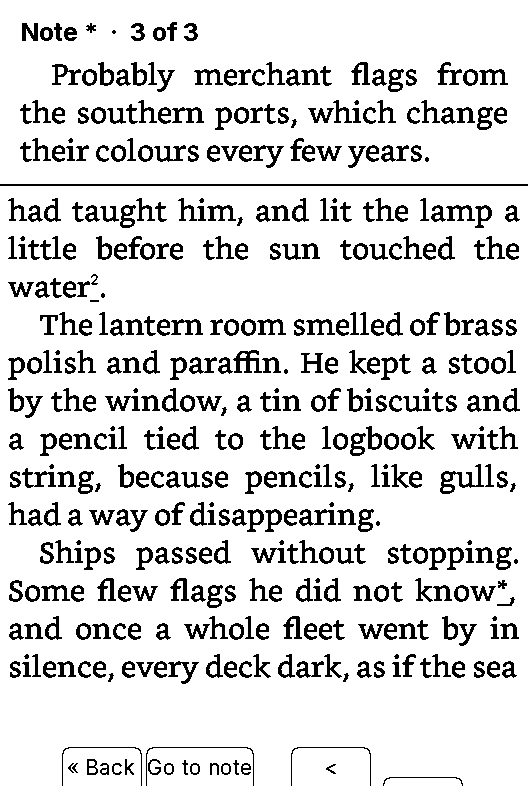 Note * · 3 of 3
Probably merchant flags from
the southern ports, which change
their colours every few years.
had taught him, and lit the lamp a
little before the sun touched the
water².
The lantern room smelled of brass
polish and paraffin. He kept a stool
by the window, a tin of biscuits and
a pencil tied to the logbook with
string, because pencils, like gulls,
had a way of disappearing.
Ships passed without stopping.
Some flew flags he did not know*,
and once a whole fleet went by in
silence, every deck dark, as if the sea
« Back Go to note <